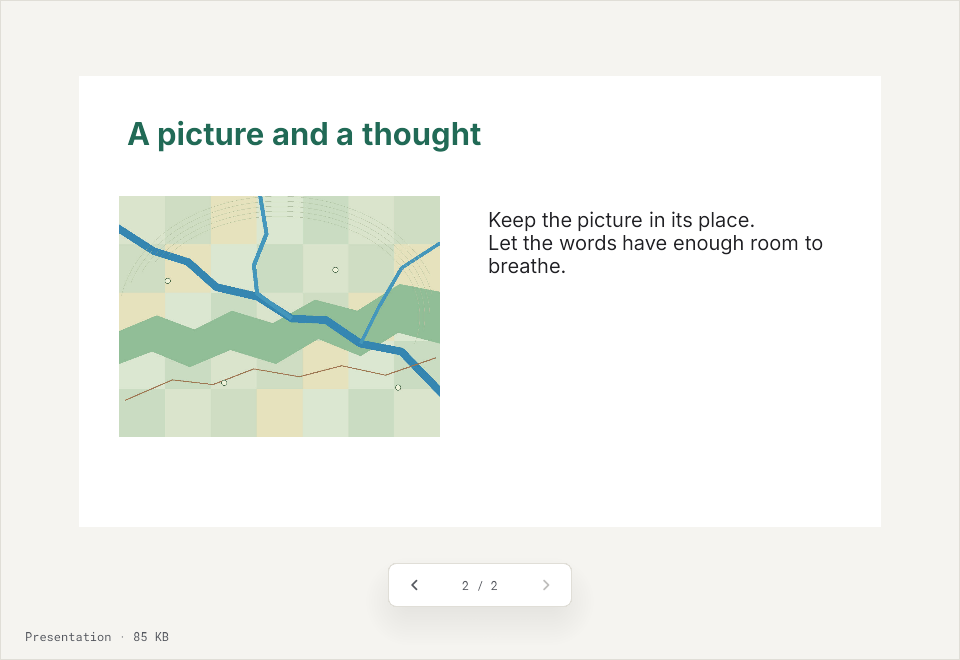 A picture and a thought
Keep the picture in its place.
Let the words have enough room to
breathe.
2 / 2
Presentation · 85 KB